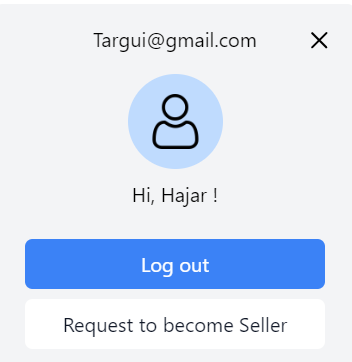 Targui@gmail.com
Hi, Hajar !
Log out
Request to become Seller